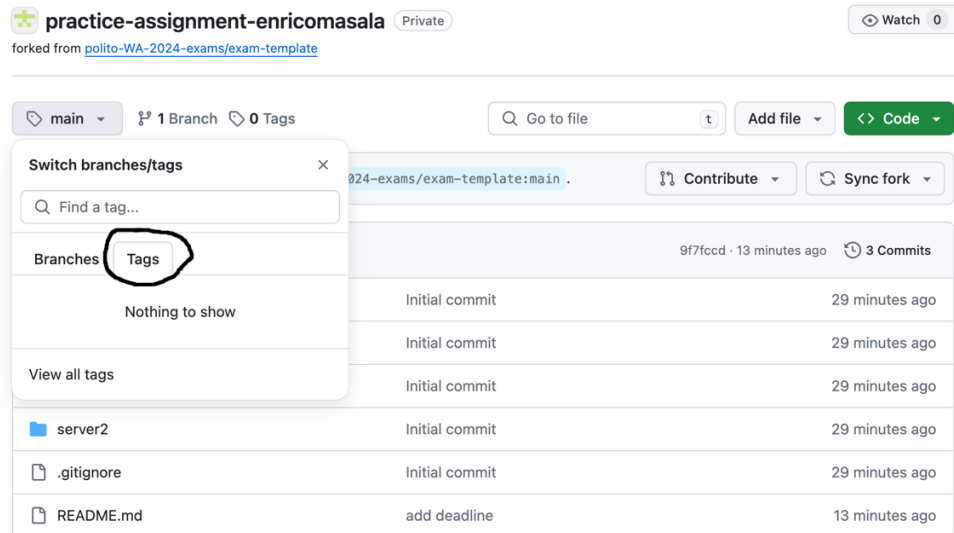 practice-assignment-enricomasala Private Watch 0
forked from polito-WA-2024-exams/exam-template
main 1 Branch 0 Tags Go to file t Add file Code
Switch branches/tags
024-exams/exam-template:main . Contribute Sync fork
Find a tag...
Branches Tags 9f7fccd · 13 minutes ago 3 Commits
Initial commit 29 minutes ago
Nothing to show
Initial commit 29 minutes ago
View all tags
Initial commit 29 minutes ago
server2 Initial commit 29 minutes ago
.gitignore Initial commit 29 minutes ago
README.md add deadline 13 minutes ago